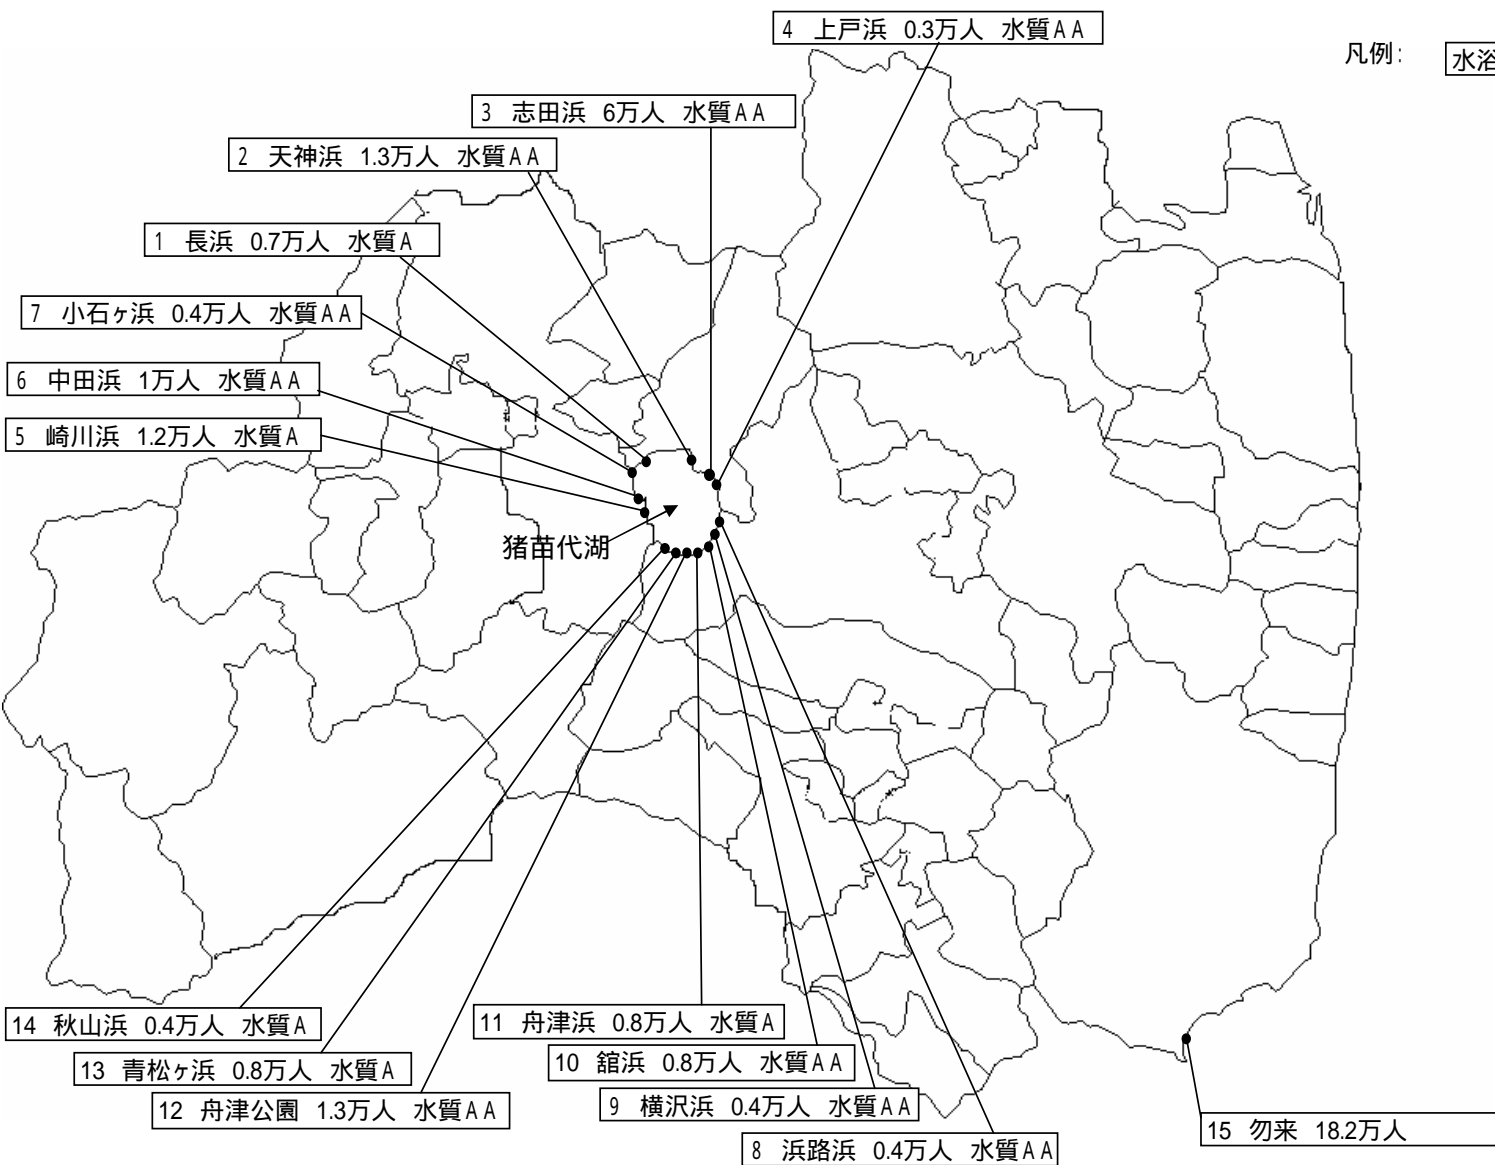 4 上戸浜 0.3万人 水質AA
凡例: 水浴
3 志田浜 6万人 水質AA
2 天神浜 1.3万人 水質AA
1 長浜 0.7万人 水質A
7 小石ヶ浜 0.4万人 水質AA
6 中田浜 1万人 水質AA
5 崎川浜 1.2万人 水質A
猪苗代湖
14 秋山浜 0.4万人 水質A
11 舟津浜 0.8万人 水質A
10 舘浜 0.8万人 水質AA
13 青松ヶ浜 0.8万人 水質A
9 横沢浜 0.4万人 水質AA
12 舟津公園 1.3万人 水質AA
15 勿来 18.2万人
8 浜路浜 0.4万人 水質AA